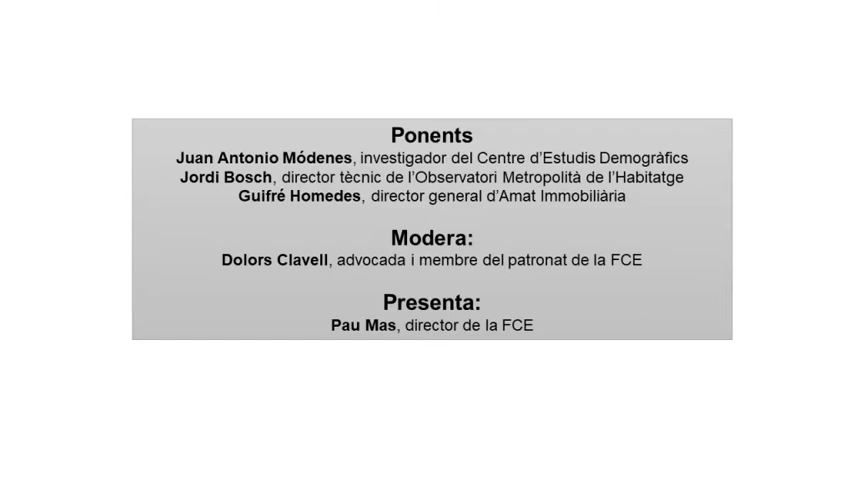 Ponents
Juan Antonio Módenes, investigador del Centre d’Estudis Demogràfics
Jordi Bosch, director tècnic de l’Observatori Metropolità de l’Habitatge
Guifré Homedes, director general d’Amat Immobiliària
Modera:
Dolors Clavell, advocada i membre del patronat de la FCE
Presenta:
Pau Mas, director de la FCE